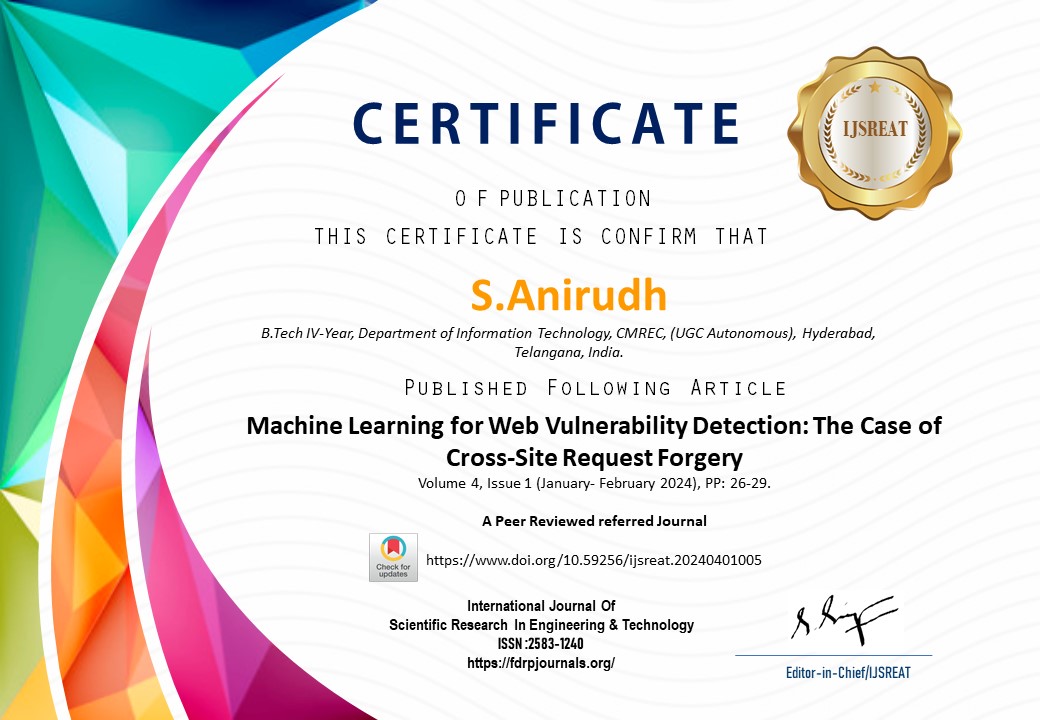 CERTIFICATE
IJSREAT
O F PUBLICATION
THIS CERTIFICATE IS CONFIRM THAT
S.Anirudh
B.Tech IV-Year, Department of Information Technology, CMREC, (UGC Autonomous), Hyderabad,
Telangana, India.
PUBLISHED FOLLOWING ARTICLE
Machine Learning for Web Vulnerability Detection: The Case of
Cross-Site Request Forgery
Volume 4, Issue 1 (January- February 2024), PP: 26-29.
A Peer Reviewed referred Journal
Check for
updates
https://www.doi.org/10.59256/ijsreat.20240401005
International Journal Of
Scientific Research In Engineering & Technology
ISSN :2583-1240
https://fdrpjournals.org/
Editor-in-Chief/IJSREAT